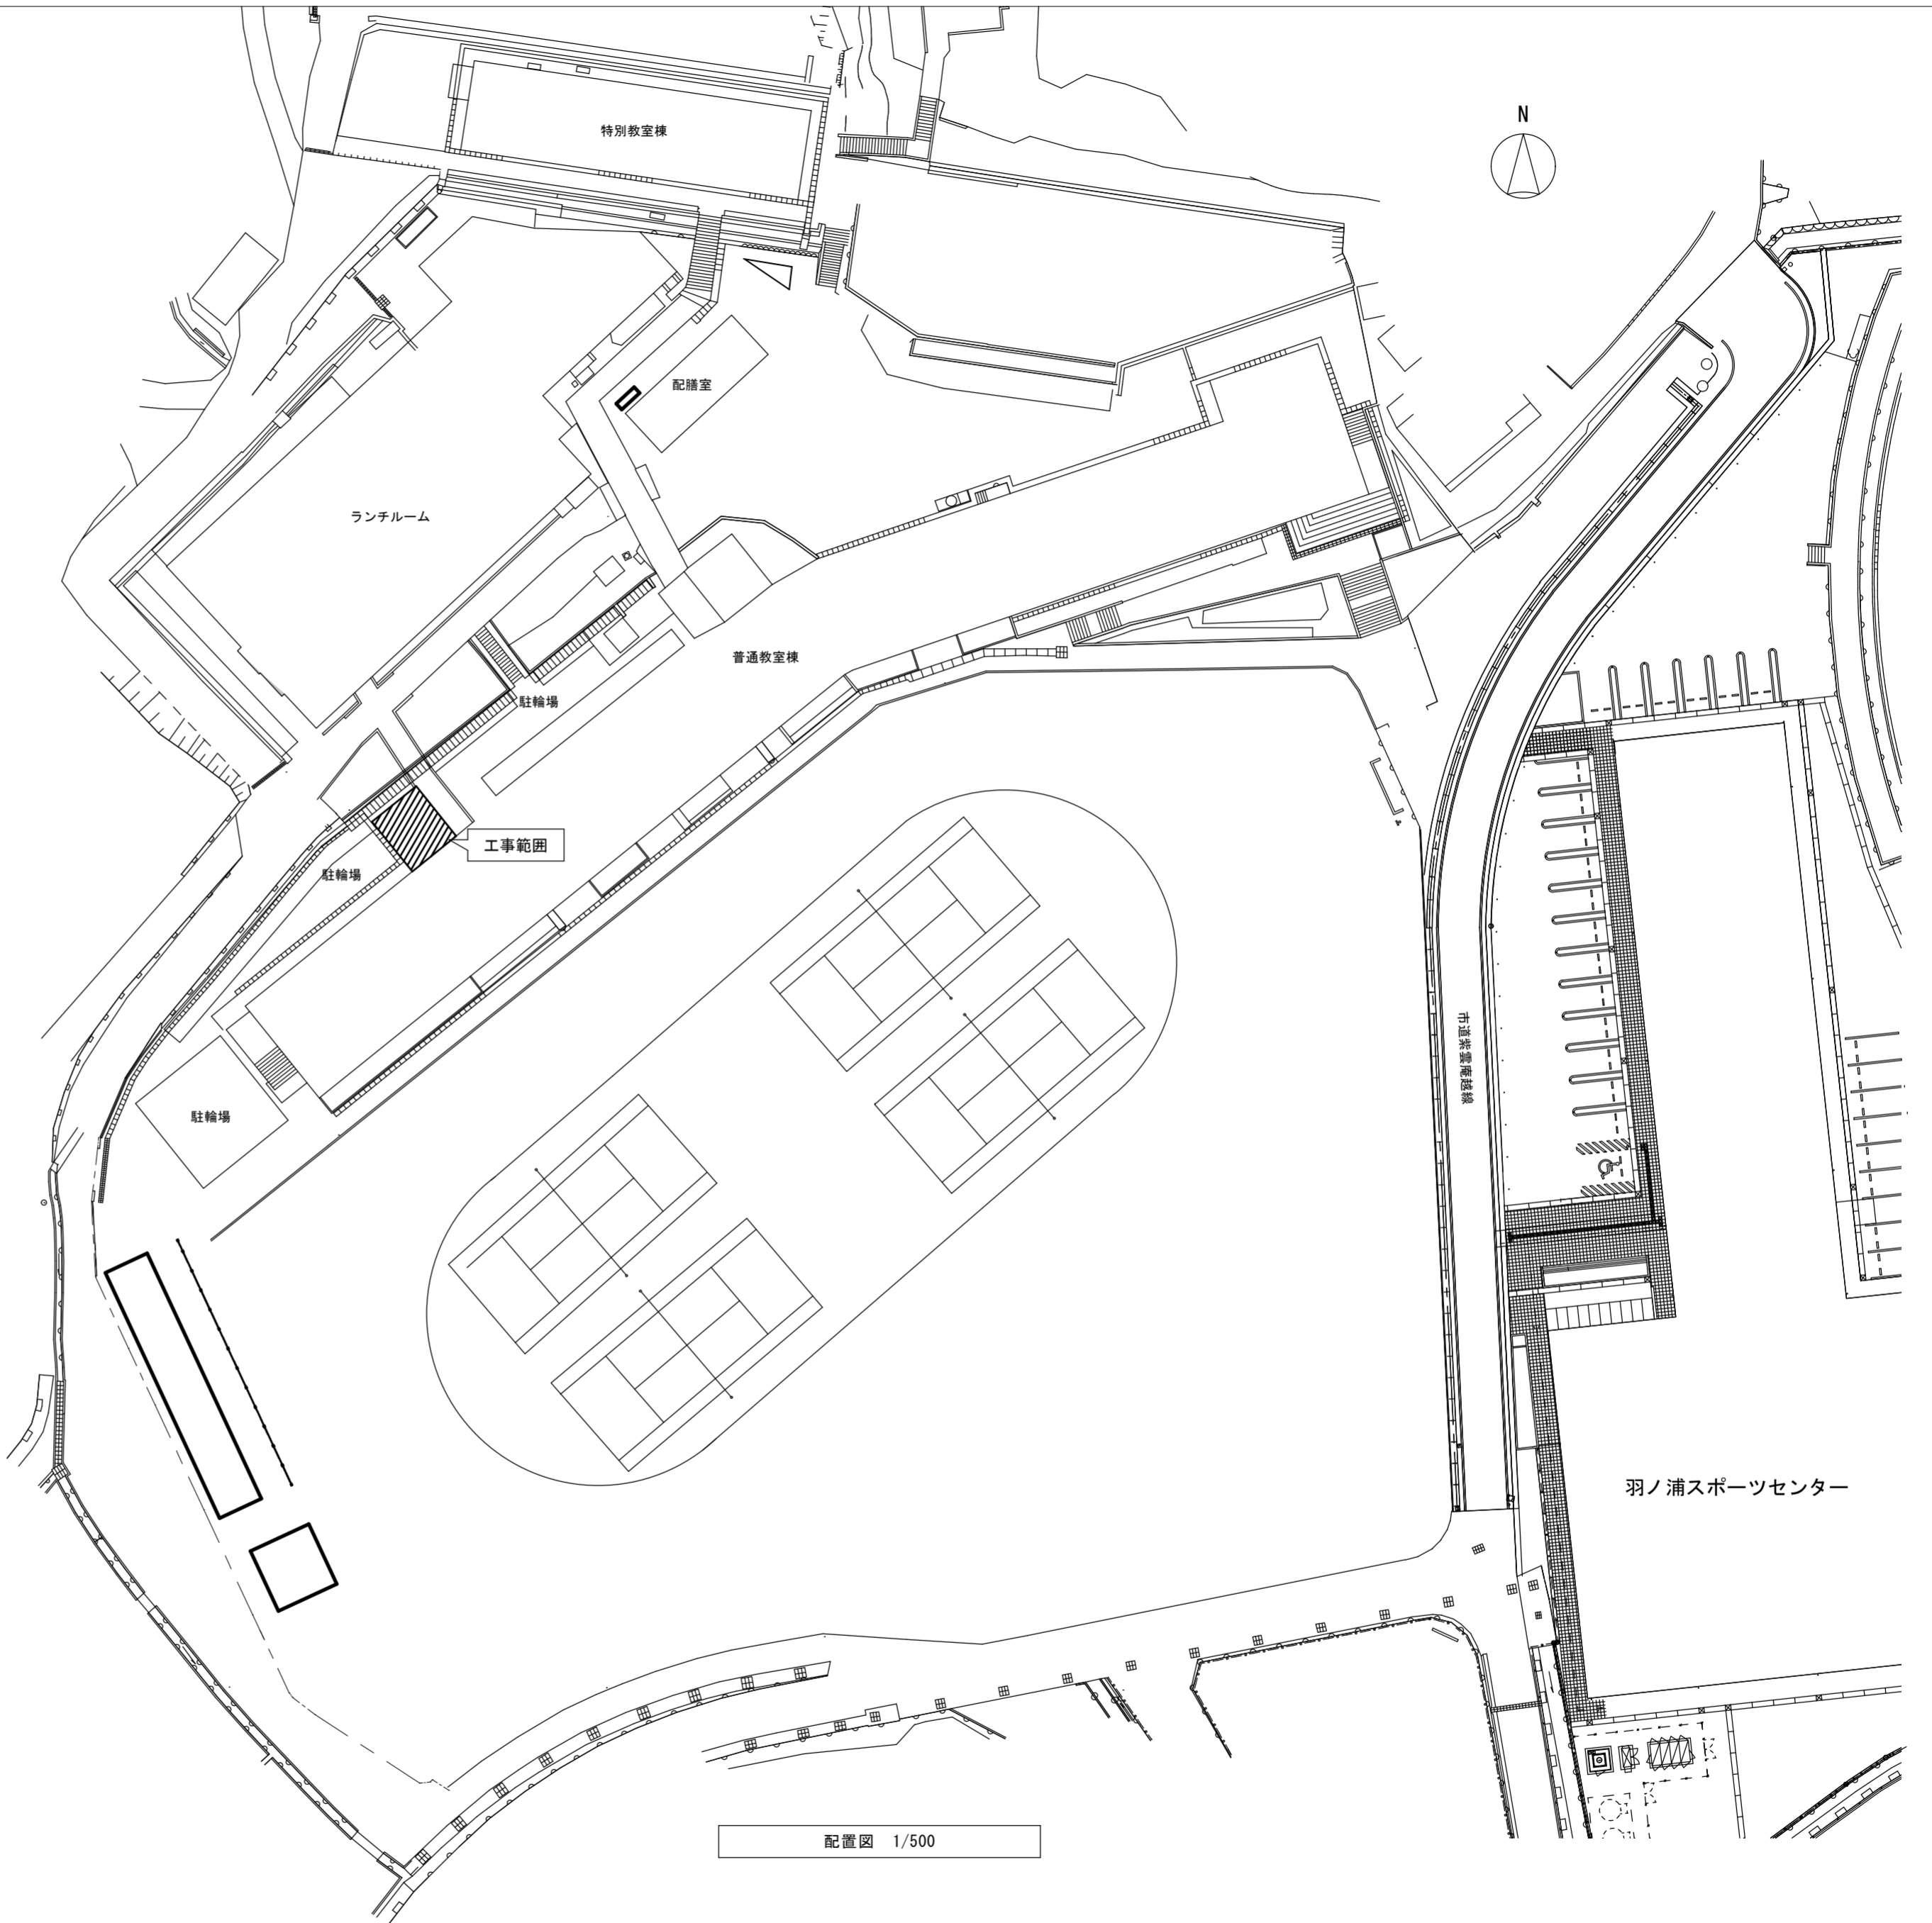 N
特別教室棟
配膳室
ランチルーム
普通教室棟
駐輪場
工事範囲
駐輪場
市道紫雲庵越線
駐輪場
羽ノ浦スポーツセンター
配置図 1/500